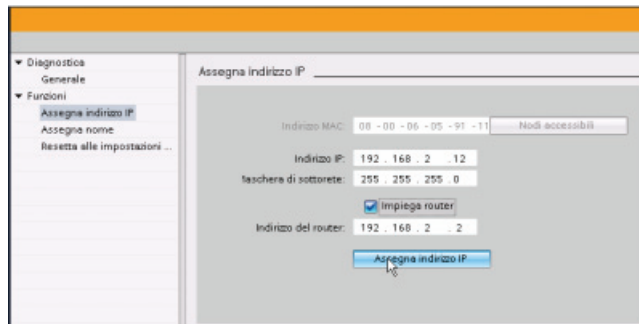 Diagnostica
Generale
Funzioni
Assegna indirizzo IP
Assegna nome
Resetta alle impostazioni ...
Assegna indirizzo IP
Indirizzo MAC: 08 -00 -06 -05 -91 -11 Nodi accessibili
Indirizzo IP: 192 . 168 . 2 . 12
Maschera di sottorete: 255 . 255 . 255 . 0
Impiega router
Indirizzo del router: 192 . 168 . 2 . 2
Assegna indirizzo IP